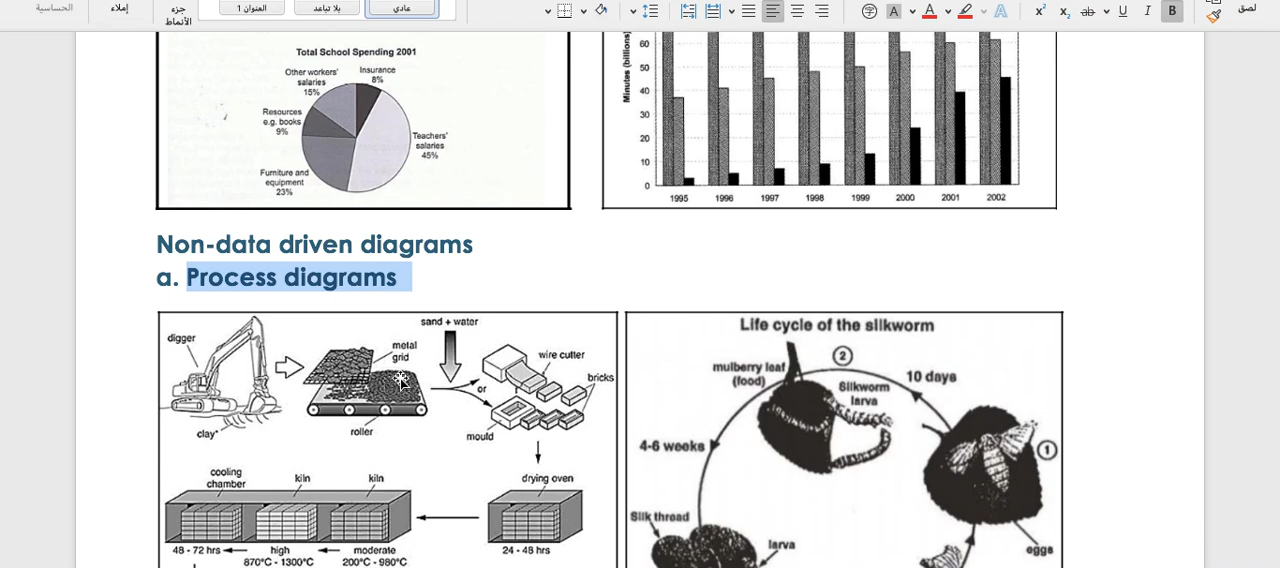 الحساسية
إملاء
جزء
الأنماط
العنوان 1
بلا تباعد
عادي
A
A
A
x²
x₂
ab
U
I
B
لصق
Total School Spending 2001
Other workers'
salaries
15%
Insurance
8%
Resources
e.g. books
9%
Teachers'
salaries
45%
Furniture and
equipment
23%
Minutes (billions)
60
50
40
30
20
10
0
1995 1996 1997 1998 1999 2000 2001 2002
Non-data driven diagrams
a. Process diagrams
digger
clay*
metal
grid
roller
sand + water
wire cutter
or
bricks
mould
drying oven
24 - 48 hrs
cooling
chamber
kiln
kiln
48 - 72 hrs
high
870°C - 1300°C
moderate
200°C - 980°C
Life cycle of the silkworm
mulberry leaf
(food)
2
10 days
Silkworm
larva
1
4-6 weeks
Silk thread
larva
eggs